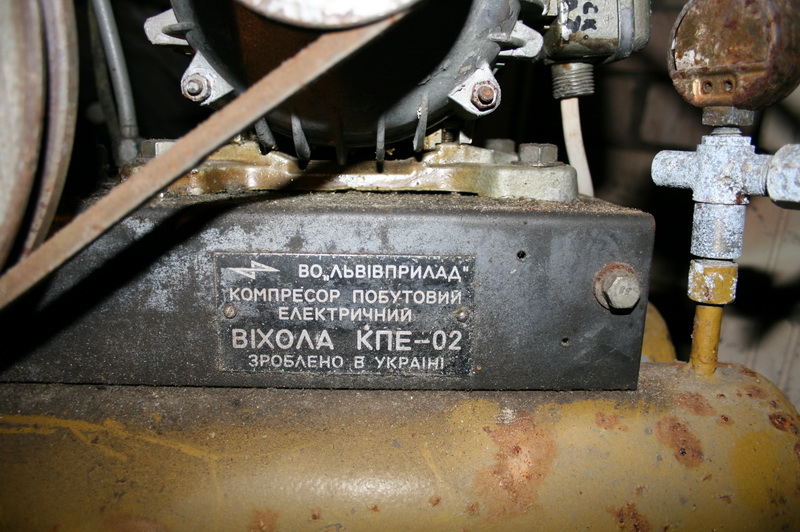 ВО„ЛЬВІВПРИЛАД"
КОМПРЕСОР ПОБУТОВИЙ
ЕЛЕКТРИЧНИЙ
ВІХОЛА КПЕ-02
ЗРОБЛЕНО В УКРАЇНІ